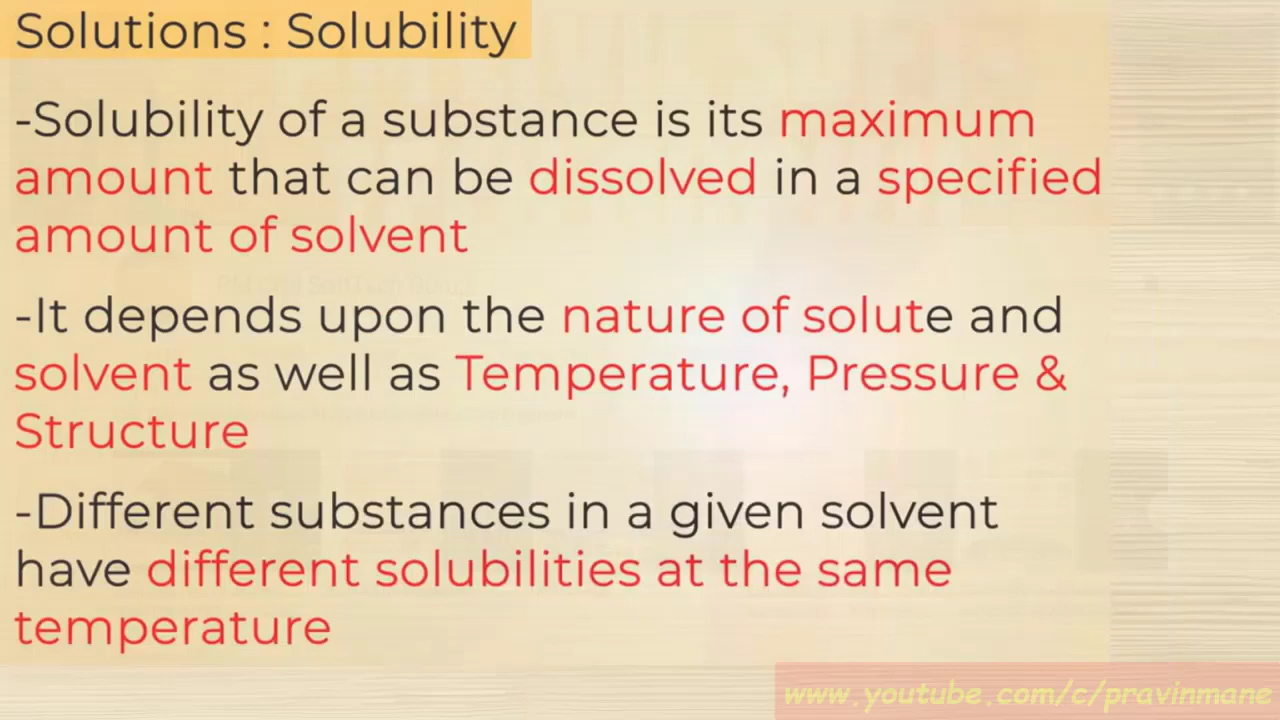 Solutions : Solubility
-Solubility of a substance is its maximum
amount that can be dissolved in a specified
amount of solvent
-It depends upon the nature of solute and
solvent as well as Temperature, Pressure &
Structure
-Different substances in a given solvent
have different solubilities at the same
temperature
www.youtube.com/c/pravinmane